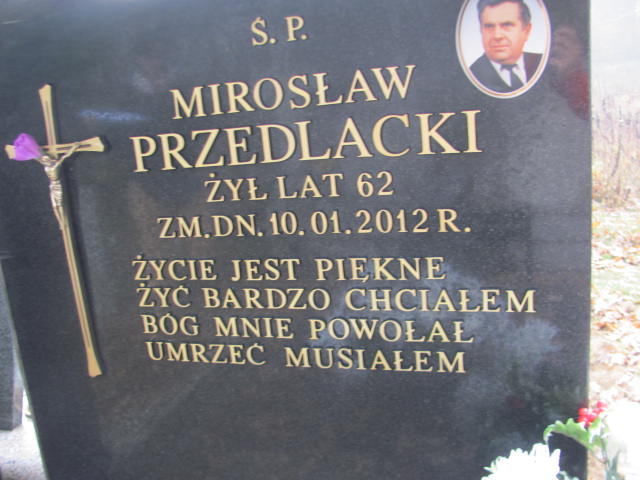 Ś. P.
MIROSŁAW
PRZEDLACKI
ŻYŁ LAT 62
ZM.DN. 10.01.2012 R.
ŻYCIE JEST PIĘKNE
ŻYĆ BARDZO CHCIAŁEM
BÓG MNIE POWOŁAŁ
UMRZEĆ MUSIAŁEM